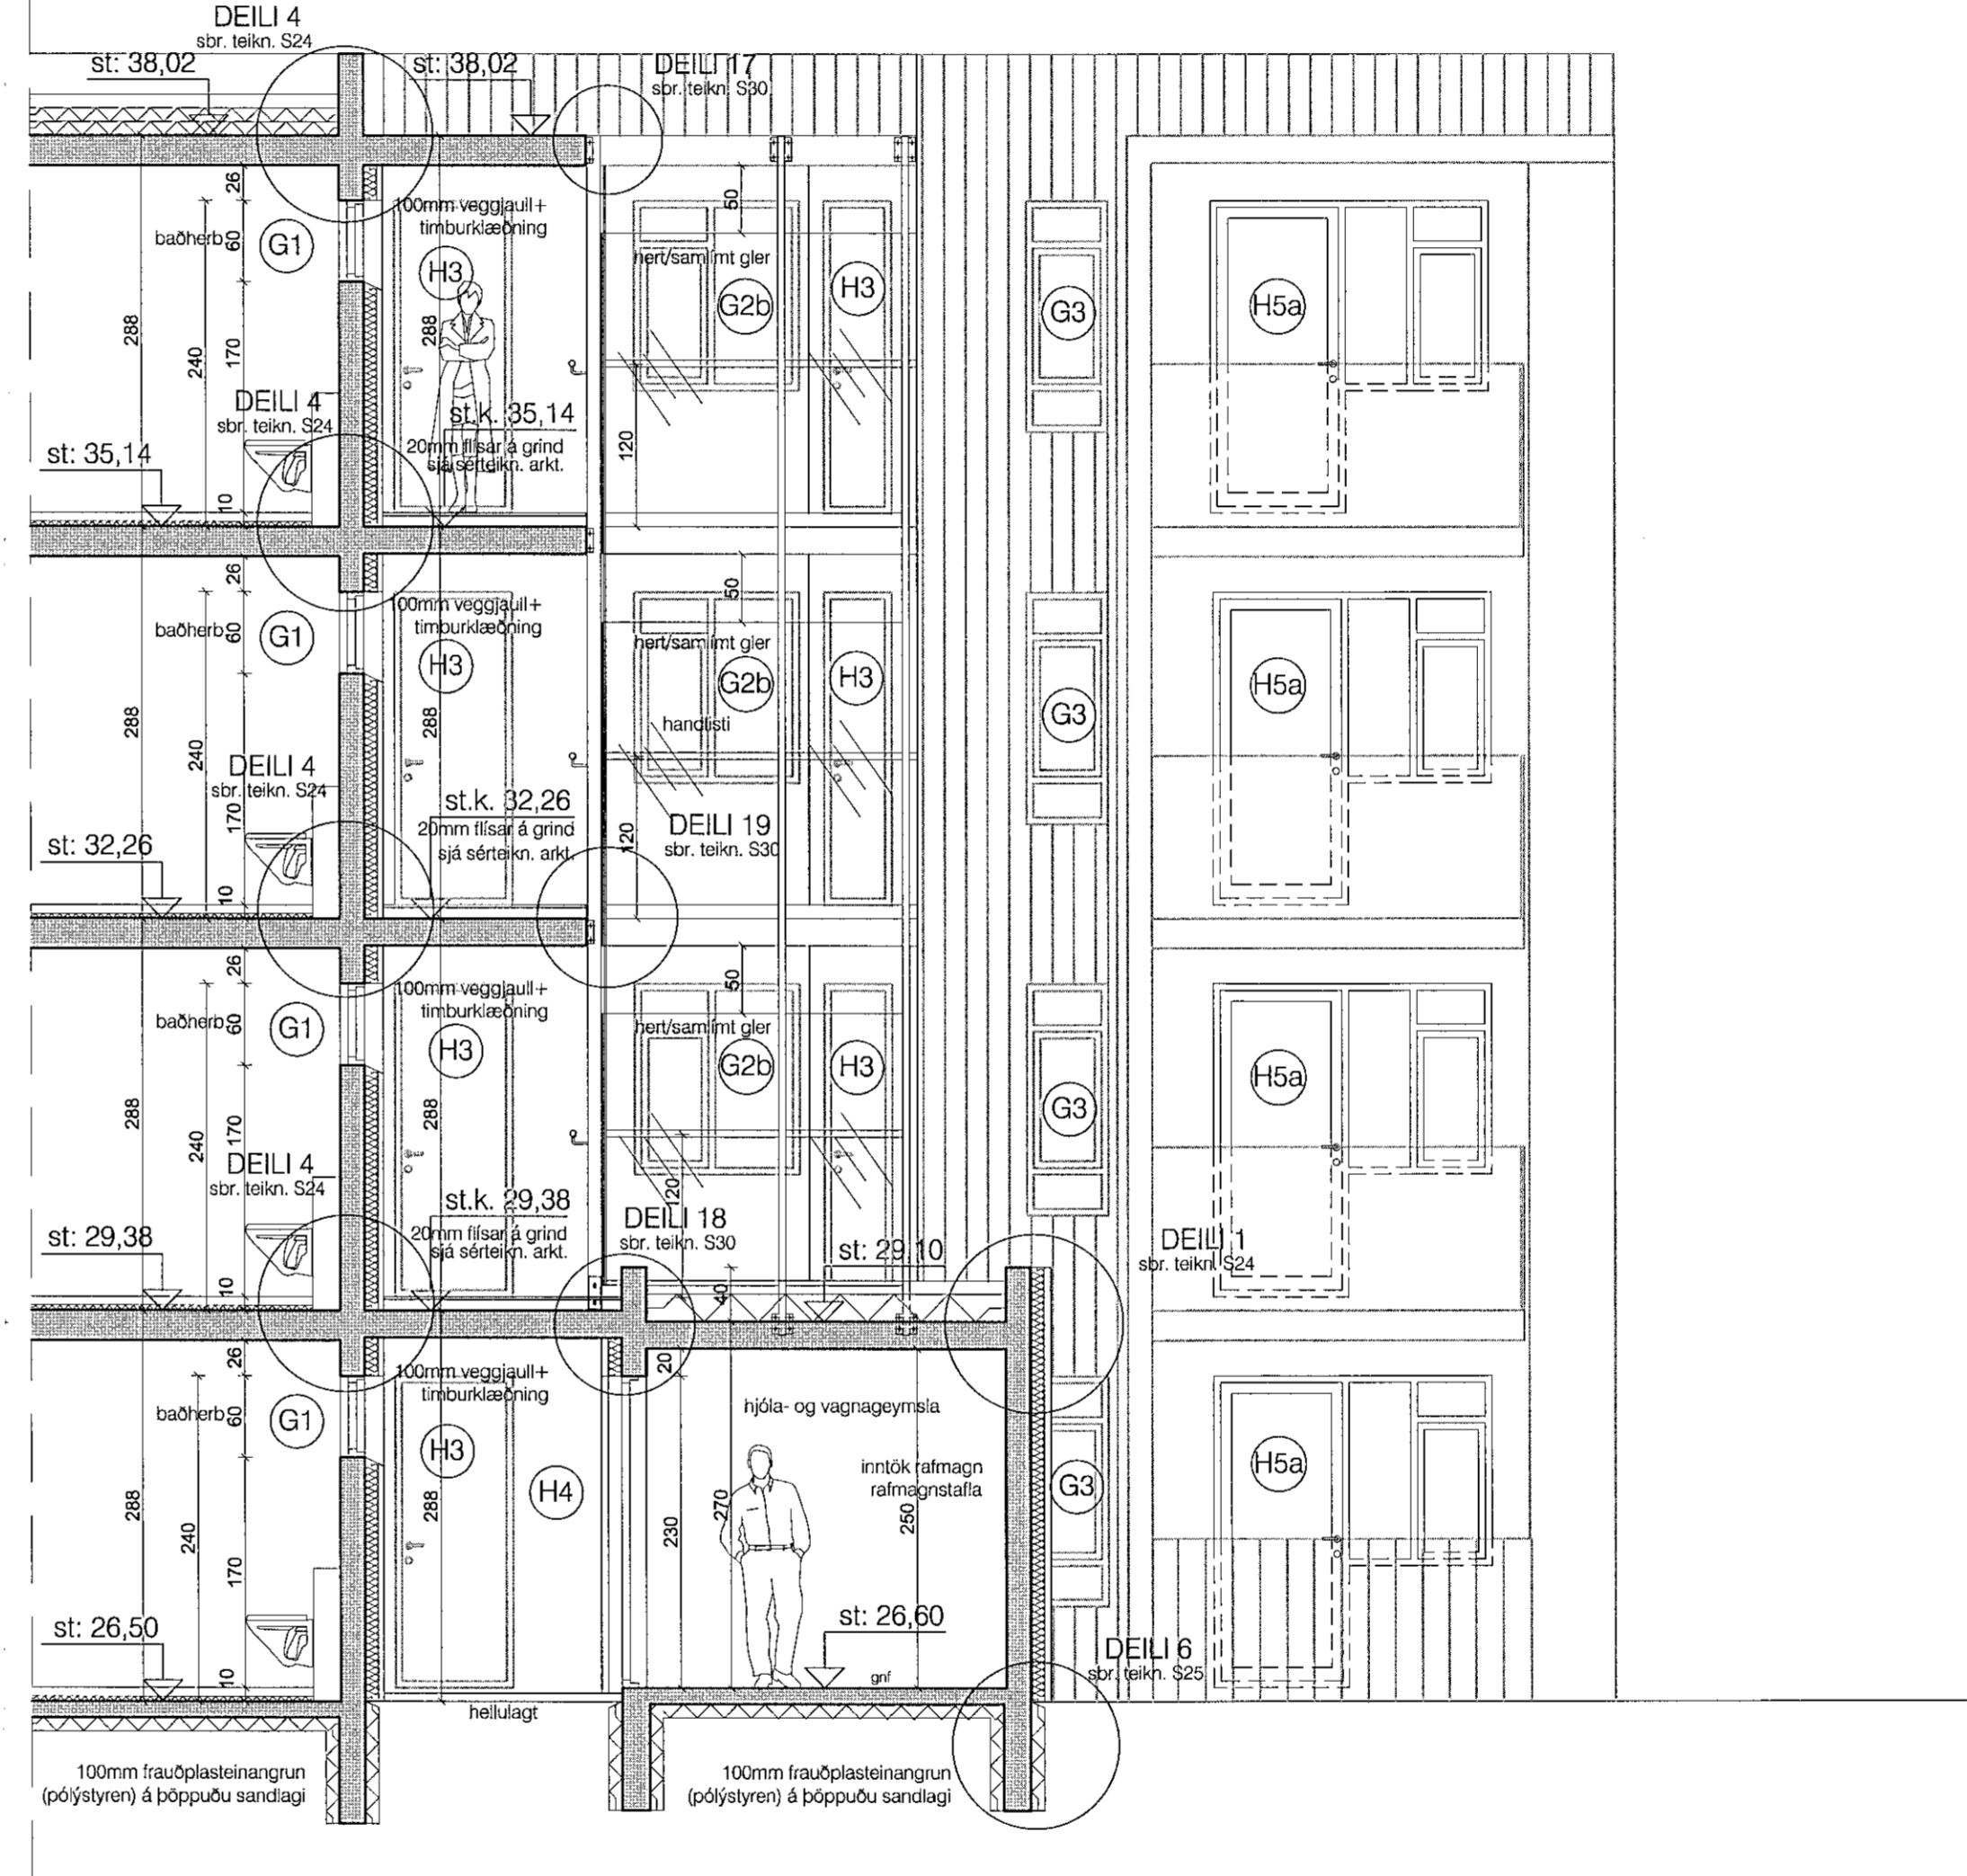 DEILI 4
sbr. teikn. S24
st: 38,02
st: 38,02
DEILI 17
sbr. teikn. S30
26
100mm veggjaull+
timburklæðning
50
baðherb
60
G1
H3
hert/samlímt gler
G2b
H3
G3
H5a
288
240
170
288
DEILI 4
sbr. teikn. S24
st.k. 35,14
20mm flísar á grind
sjá sérteikn. arkt.
120
st: 35,14
10
26
100mm veggjaull+
timburklæðning
50
baðherb
60
G1
H3
hert/samlímt gler
G2b
H3
G3
H5a
handlisti
288
240
288
DEILI 4
sbr. teikn. S24
170
st.k. 32,26
20mm flísar á grind
sjá sérteikn. arkt.
120
DEILI 19
sbr. teikn. S30
st: 32,26
10
26
100mm veggjaull+
timburklæðning
50
baðherb
60
G1
H3
hert/samlímt gler
G2b
H3
G3
H5a
288
240
170
288
DEILI 4
sbr. teikn. S24
st.k. 29,38
20mm flísar á grind
sjá sérteikn. arkt.
120
DEILI 18
sbr. teikn. S30
st: 29,10
DEILI 1
sbr. teikn. S24
st: 29,38
10
40
26
100mm veggjaull+
timburklæðning
20
baðherb
60
G1
H3
H4
hjóla- og vagnageymsla
inntök rafmagn
rafmagnstafla
G3
H5a
288
240
170
288
230
270
250
st: 26,50
st: 26,60
10
gnf
hellulagt
DEILI 6
sbr. teikn. S25
100mm frauðplasteinangrun
(pólýstyren) á þöppuðu sandlagi
100mm frauðplasteinangrun
(pólýstyren) á þöppuðu sandlagi